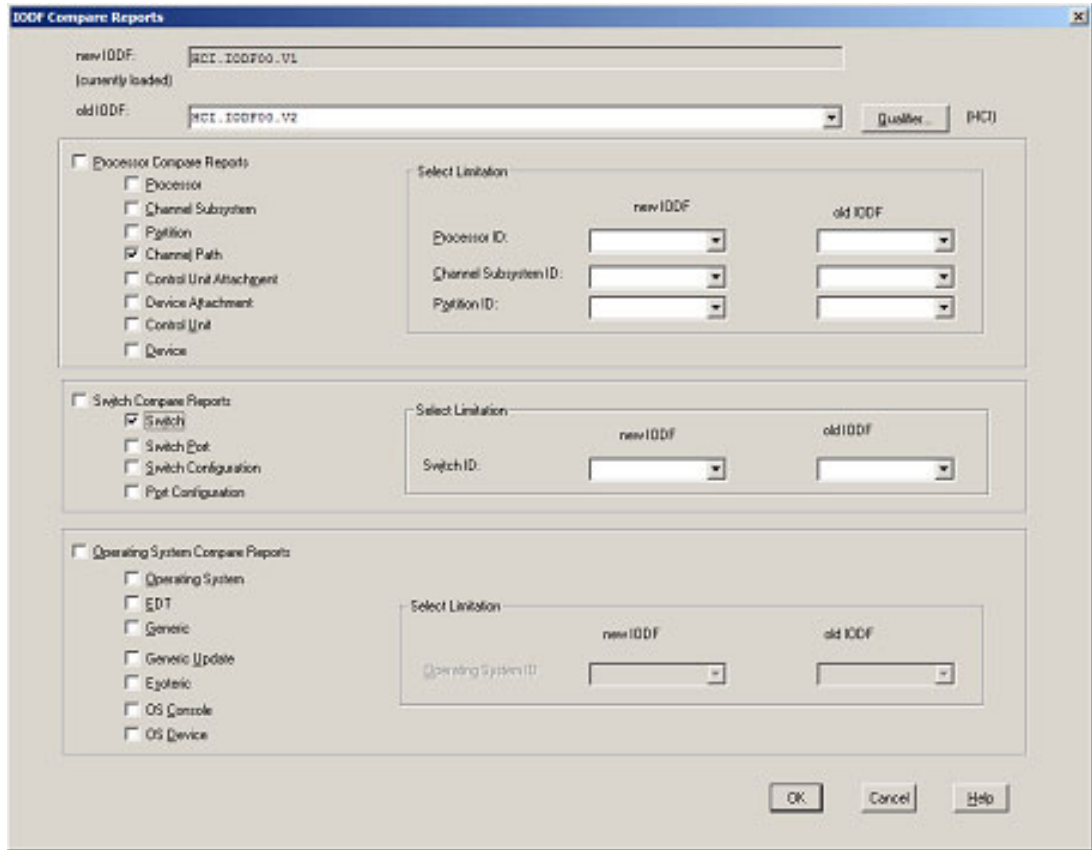 IODF Compare Reports
new IODF:
HCI.IODF00.V1
(currently loaded)
old IODF:
HCI.IODF00.V2
Qualifier...
(HCI)
Processor Compare Reports
Processor
Channel Subsystem
Partition
Channel Path
Control Unit Attachment
Device Attachment
Control Unit
Device
Select Limitation
new IODF
old IODF
Processor ID:
Channel Subsystem ID:
Partition ID:
Switch Compare Reports
Switch
Switch Port
Switch Configuration
Port Configuration
Select Limitation
new IODF
old IODF
Switch ID:
Operating System Compare Reports
Operating System
EDT
Generic
Generic Update
Esoteric
OS Console
OS Device
Select Limitation
new IODF
old IODF
Operating System ID
OK
Cancel
Help